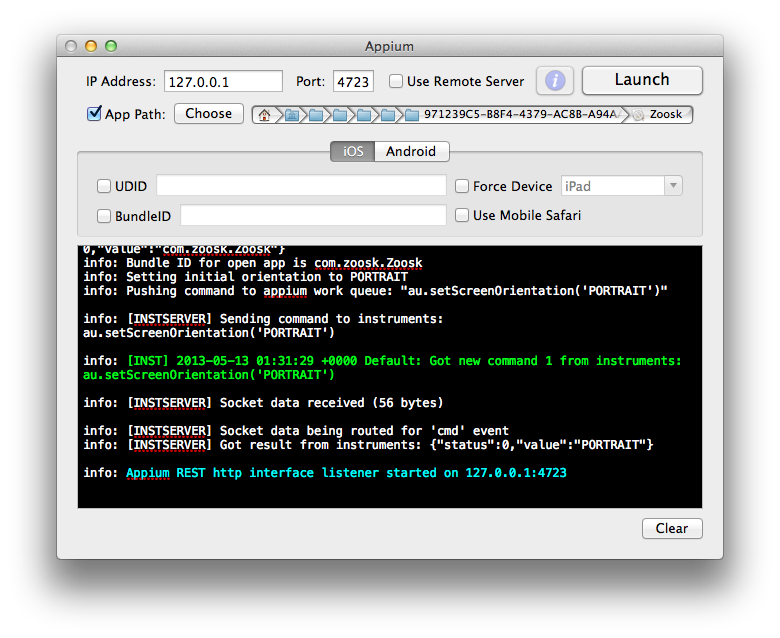 Appium
IP Address: 127.0.0.1 Port: 4723 Use Remote Server i Launch
App Path: Choose 971239C5-B8F4-4379-AC8B-A94A Zoosk
iOS Android
UDID Force Device iPad
BundleID Use Mobile Safari
0,"value":"com.zoosk.Zoosk"}
info: Bundle ID for open app is com.zoosk.Zoosk
info: Setting initial orientation to PORTRAIT
info: Pushing command to appium work queue: "au.setScreenOrientation('PORTRAIT')"
info: [INSTSERVER] Sending command to instruments:
au.setScreenOrientation('PORTRAIT')
info: [INST] 2013-05-13 01:31:29 +0000 Default: Got new command 1 from instruments:
au.setScreenOrientation('PORTRAIT')
info: [INSTSERVER] Socket data received (56 bytes)
info: [INSTSERVER] Socket data being routed for 'cmd' event
info: [INSTSERVER] Got result from instruments: {"status":0,"value":"PORTRAIT"}
info: Appium REST http interface listener started on 127.0.0.1:4723
Clear